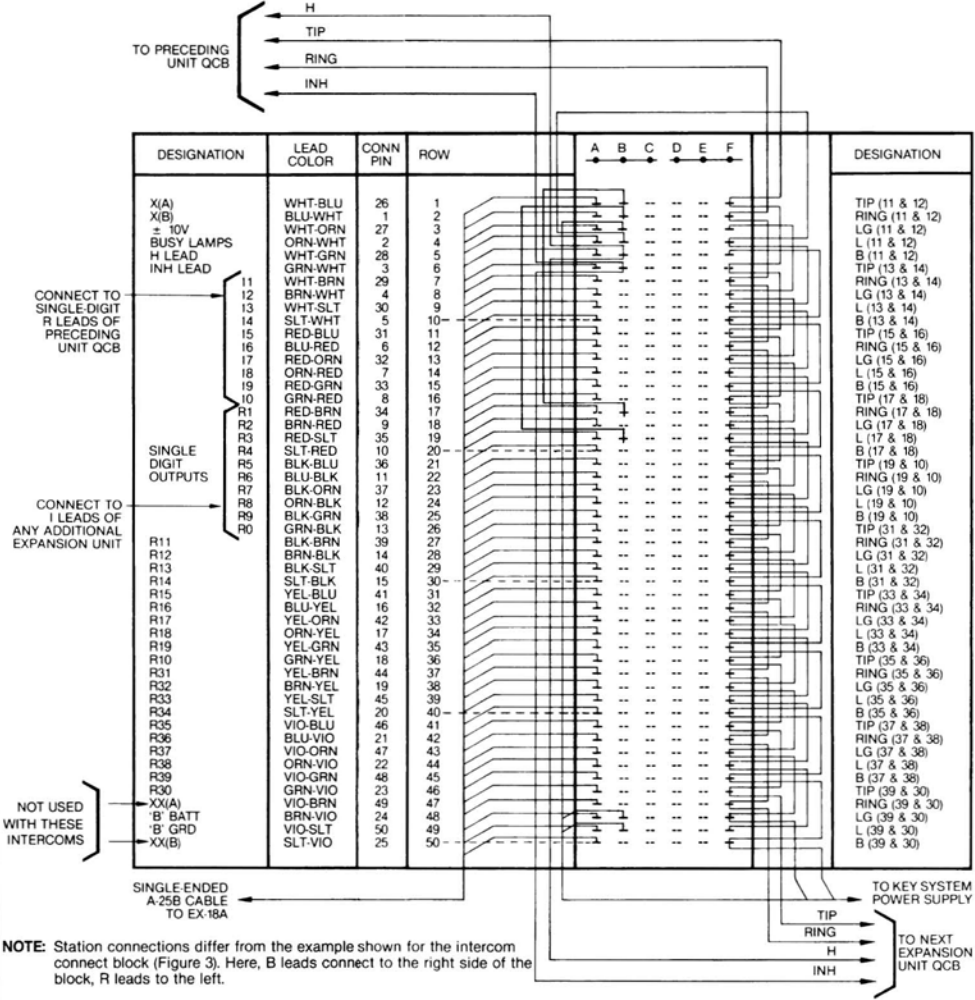 H
TIP
TO PRECEDING
UNIT QCB
RING
INH
DESIGNATION LEAD COLOR CONN PIN ROW A B C D E F DESIGNATION
X(A) WHT-BLU 26 1 TIP (11 & 12)
X(B) BLU-WHT 1 2 RING (11 & 12)
± 10V WHT-ORN 27 3 LG (11 & 12)
BUSY LAMPS ORN-WHT 2 4 L (11 & 12)
H LEAD WHT-GRN 28 5 B (11 & 12)
INH LEAD GRN-WHT 3 6 TIP (13 & 14)
I1 WHT-BRN 29 7 RING (13 & 14)
I2 BRN-WHT 4 8 LG (13 & 14)
I3 WHT-SLT 30 9 L (13 & 14)
I4 SLT-WHT 5 10 B (13 & 14)
I5 RED-BLU 31 11 TIP (15 & 16)
I6 BLU-RED 6 12 RING (15 & 16)
I7 RED-ORN 32 13 LG (15 & 16)
I8 ORN-RED 7 14 L (15 & 16)
I9 RED-GRN 33 15 B (15 & 16)
I0 GRN-RED 8 16 TIP (17 & 18)
R1 RED-BRN 34 17 RING (17 & 18)
R2 BRN-RED 9 18 LG (17 & 18)
R3 RED-SLT 35 19 L (17 & 18)
R4 SLT-RED 10 20 B (17 & 18)
R5 BLK-BLU 36 21 TIP (19 & 10)
R6 BLU-BLK 11 22 RING (19 & 10)
R7 BLK-ORN 37 23 LG (19 & 10)
R8 ORN-BLK 12 24 L (19 & 10)
R9 BLK-GRN 38 25 B (19 & 10)
R0 GRN-BLK 13 26 TIP (31 & 32)
R11 BLK-BRN 39 27 RING (31 & 32)
R12 BRN-BLK 14 28 LG (31 & 32)
R13 BLK-SLT 40 29 L (31 & 32)
R14 SLT-BLK 15 30 B (31 & 32)
R15 YEL-BLU 41 31 TIP (33 & 34)
R16 BLU-YEL 16 32 RING (33 & 34)
R17 YEL-ORN 42 33 LG (33 & 34)
R18 ORN-YEL 17 34 L (33 & 34)
R19 YEL-GRN 43 35 B (33 & 34)
R10 GRN-YEL 18 36 TIP (35 & 36)
R31 YEL-BRN 44 37 RING (35 & 36)
R32 BRN-YEL 19 38 LG (35 & 36)
R33 YEL-SLT 45 39 L (35 & 36)
R34 SLT-YEL 20 40 B (35 & 36)
R35 VIO-BLU 46 41 TIP (37 & 38)
R36 BLU-VIO 21 42 RING (37 & 38)
R37 VIO-ORN 47 43 LG (37 & 38)
R38 ORN-VIO 22 44 L (37 & 38)
R39 VIO-GRN 48 45 B (37 & 38)
R30 GRN-VIO 23 46 TIP (39 & 30)
XX(A) VIO-BRN 49 47 RING (39 & 30)
'B' BATT BRN-VIO 24 48 LG (39 & 30)
'B' GRD VIO-SLT 50 49 L (39 & 30)
XX(B) SLT-VIO 25 50 B (39 & 30)
CONNECT TO
SINGLE-DIGIT
R LEADS OF
PRECEDING
UNIT QCB
SINGLE
DIGIT
OUTPUTS
CONNECT TO
I LEADS OF
ANY ADDITIONAL
EXPANSION UNIT
NOT USED
WITH THESE
INTERCOMS
SINGLE-ENDED
A-25B CABLE
TO EX-18A
TO KEY SYSTEM
POWER SUPPLY
TIP
RING
H
INH
TO NEXT
EXPANSION
UNIT QCB
NOTE: Station connections differ from the example shown for the intercom
connect block (Figure 3). Here, B leads connect to the right side of the
block, R leads to the left.